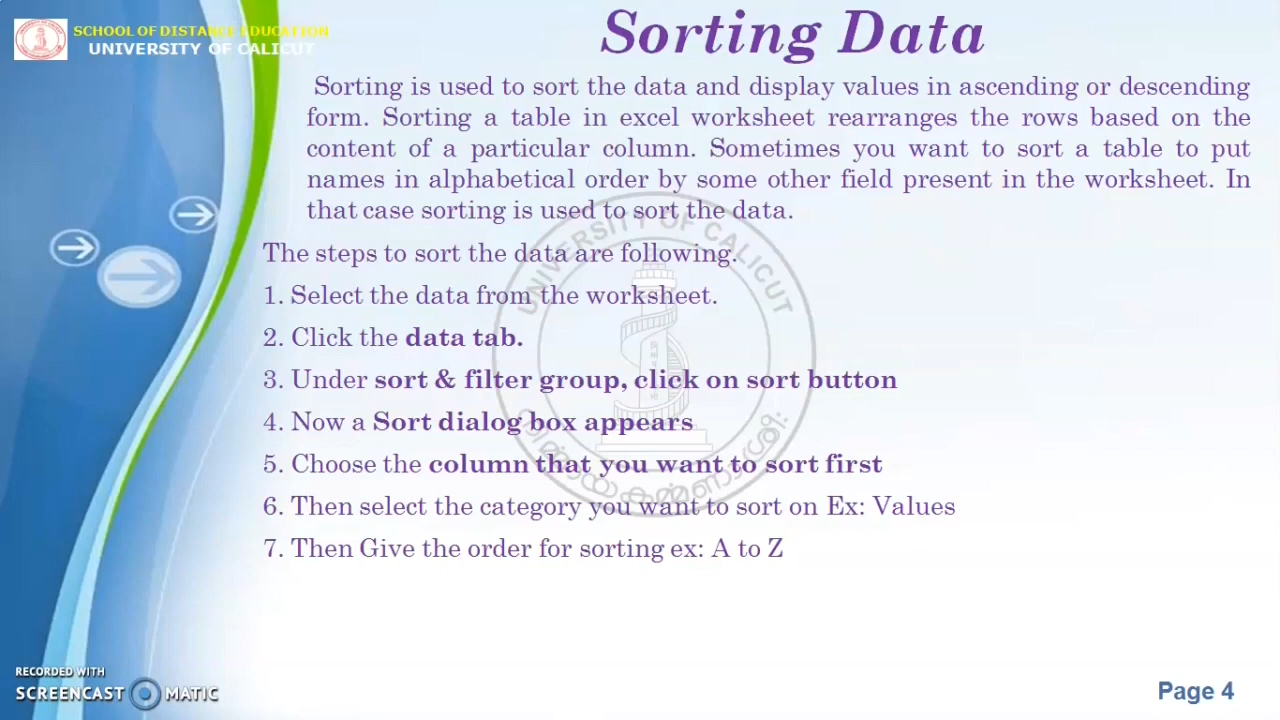 SCHOOL OF DISTANCE EDUCATION
UNIVERSITY OF CALICUT
Sorting Data
Sorting is used to sort the data and display values in ascending or descending
form. Sorting a table in excel worksheet rearranges the rows based on the
content of a particular column. Sometimes you want to sort a table to put
names in alphabetical order by some other field present in the worksheet. In
that case sorting is used to sort the data.
The steps to sort the data are following.
1. Select the data from the worksheet.
2. Click the data tab.
3. Under sort & filter group, click on sort button
4. Now a Sort dialog box appears
5. Choose the column that you want to sort first
6. Then select the category you want to sort on Ex: Values
7. Then Give the order for sorting ex: A to Z
UNIVERSITY OF CALICUT
RECORDED WITH
SCREENCAST MATIC
Page 4